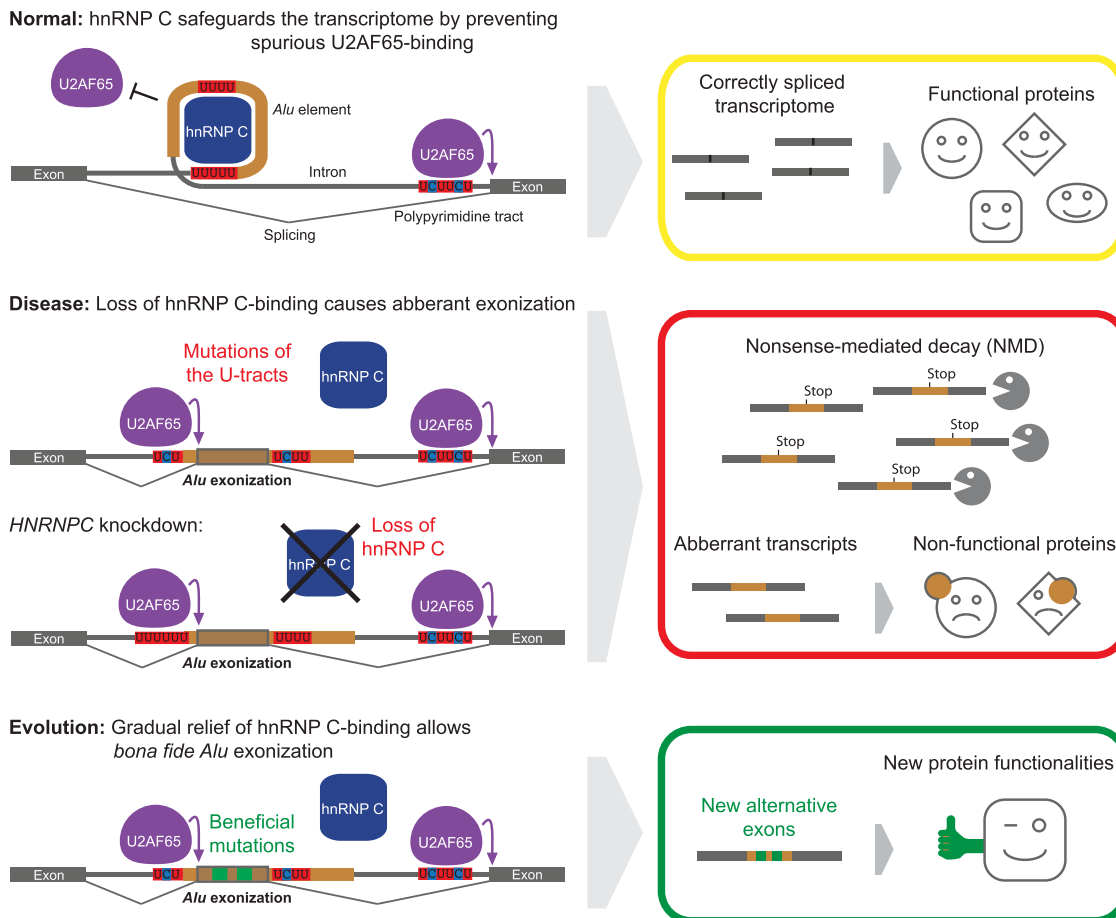 Normal: hnRNP C safeguards the transcriptome by preventing
spurious U2AF65-binding
U2AF65
UUUU
Alu element
hnRNP C
U2AF65
UUUUU
Exon
Intron
UCUUCU
Exon
Polypyrimidine tract
Splicing
Correctly spliced
transcriptome
Functional proteins
Disease: Loss of hnRNP C-binding causes abberant exonization
Mutations of
the U-tracts
hnRNP C
U2AF65
U2AF65
Exon
UCU
UCUU
UCUUCU
Exon
Alu exonization
HNRNPC knockdown:
Loss of
hnRNP C
hnRNP C
U2AF65
U2AF65
Exon
UUUUUU
UUUU
UCUUCU
Exon
Alu exonization
Nonsense-mediated decay (NMD)
Stop
Stop
Stop
Stop
Stop
Abberrant transcripts
Non-functional proteins
Evolution: Gradual relief of hnRNP C-binding allows
bona fide Alu exonization
hnRNP C
U2AF65
Beneficial
mutations
U2AF65
Exon
UCU
UCUU
UCUUCU
Exon
Alu exonization
New protein functionalities
New alternative
exons